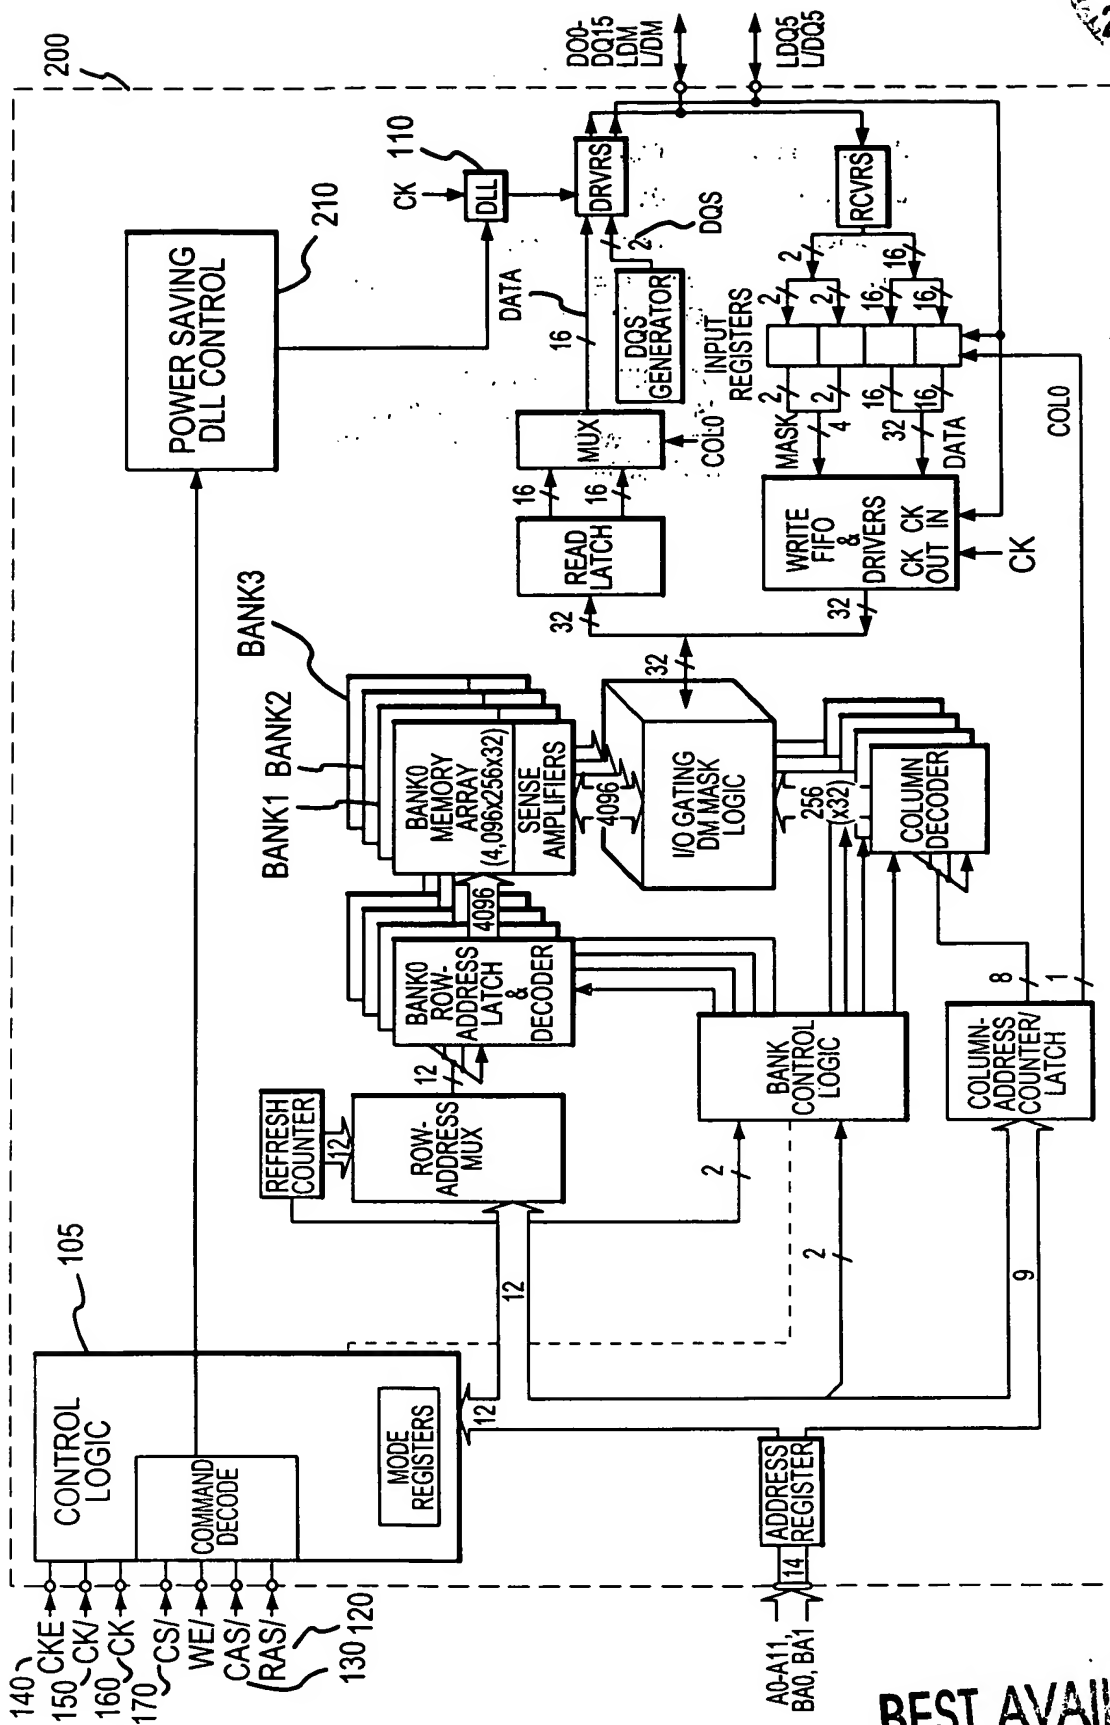 200
140 CKE
150 CK/
160 CK
170 CS/
WE/
CAS/
RAS/
130
120
CONTROL
LOGIC
COMMAND
DECODE
MODE
REGISTERS
105
POWER SAVING
DLL CONTROL
210
CK
DLL
110
REFRESH
COUNTER
12
ROW-
ADDRESS
MUX
12
12
12
BANK0
ROW-
ADDRESS
LATCH
&
DECODER
4096
BANK1
BANK2
BANK3
BANK0
MEMORY
ARRAY
(4,096x256x32)
SENSE
AMPLIFIERS
4096
I/O GATING
DM MASK
LOGIC
256
(x32)
COLUMN
DECODER
2
2
BANK
CONTROL
LOGIC
A0-A11,
BA0, BA1
14
ADDRESS
REGISTER
9
COLUMN-
ADDRESS
COUNTER/
LATCH
8
1
COL0
32
32
32
READ
LATCH
16
16
MUX
COL0
16
DATA
DQS
GENERATOR
2
DQS
DRVRS
DO0-
DQ15
LDM
L/DM
LDQ5
L/DQ5
RCVRS
2
16
2
2
16
16
INPUT
REGISTERS
2
2
16
16
MASK
4
32
DATA
WRITE
FIFO
&
DRIVERS
CK CK
OUT IN
CK
BEST AVAIL